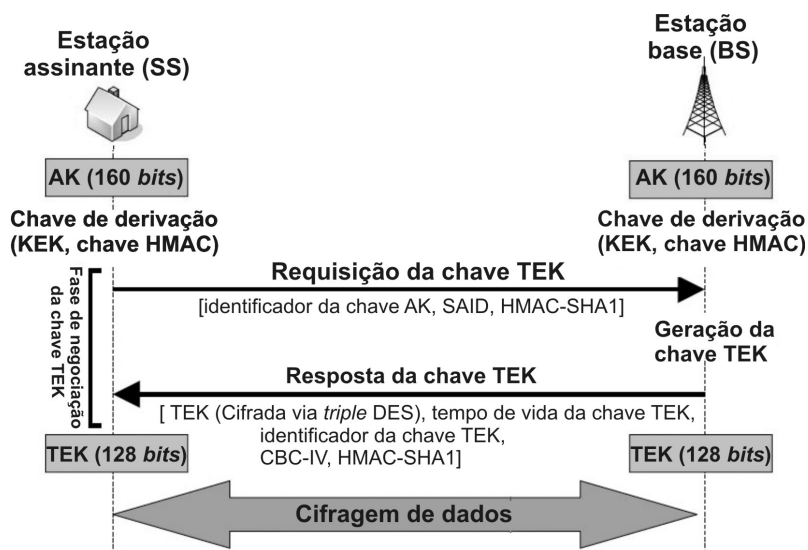 Estação
assinante (SS)
Estação
base (BS)
AK (160 bits)
AK (160 bits)
Chave de derivação
(KEK, chave HMAC)
Chave de derivação
(KEK, chave HMAC)
Fase de negociação
da chave TEK
Requisição da chave TEK
[identificador da chave AK, SAID, HMAC-SHA1]
Geração da
chave TEK
Resposta da chave TEK
[ TEK (Cifrada via triple DES), tempo de vida da chave TEK,
identificador da chave TEK,
CBC-IV, HMAC-SHA1]
TEK (128 bits)
TEK (128 bits)
Cifragem de dados